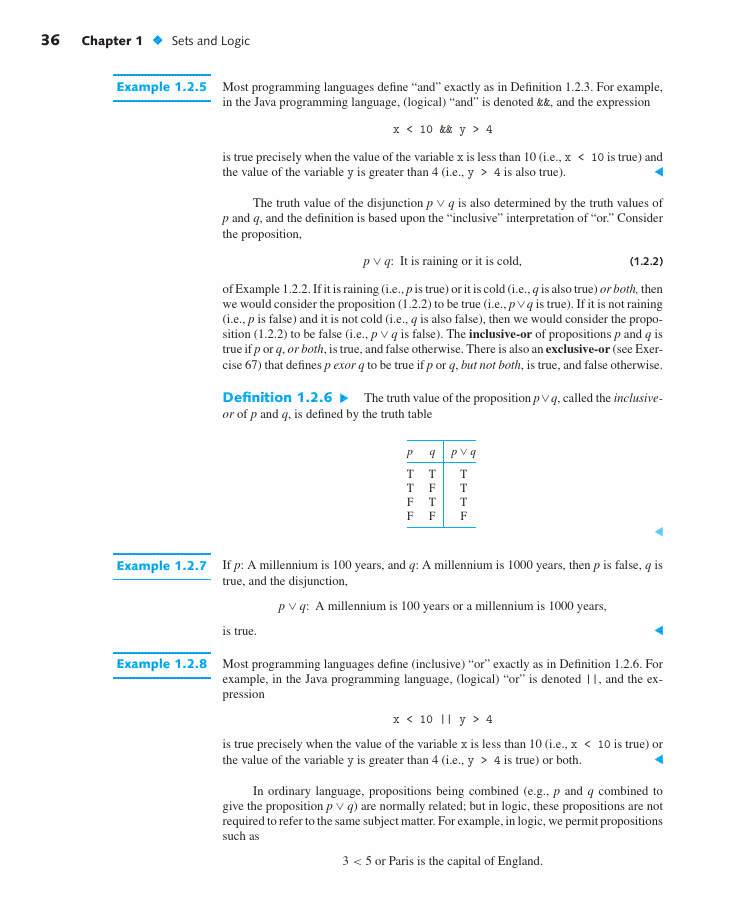 36 Chapter 1 ❖ Sets and Logic
Example 1.2.5 Most programming languages define “and” exactly as in Definition 1.2.3. For example,
in the Java programming language, (logical) “and” is denoted &&, and the expression
x < 10 && y > 4
is true precisely when the value of the variable x is less than 10 (i.e., x < 10 is true) and
the value of the variable y is greater than 4 (i.e., y > 4 is also true). ◀
The truth value of the disjunction p ∨ q is also determined by the truth values of
p and q, and the definition is based upon the “inclusive” interpretation of “or.” Consider
the proposition,
p ∨ q: It is raining or it is cold, (1.2.2)
of Example 1.2.2. If it is raining (i.e., p is true) or it is cold (i.e., q is also true) or both, then
we would consider the proposition (1.2.2) to be true (i.e., p ∨ q is true). If it is not raining
(i.e., p is false) and it is not cold (i.e., q is also false), then we would consider the propo-
sition (1.2.2) to be false (i.e., p ∨ q is false). The inclusive-or of propositions p and q is
true if p or q, or both, is true, and false otherwise. There is also an exclusive-or (see Exer-
cise 67) that defines p exor q to be true if p or q, but not both, is true, and false otherwise.
Definition 1.2.6 ▶ The truth value of the proposition p ∨ q, called the inclusive-
or of p and q, is defined by the truth table
p q p ∨ q
T T T
T F T
F T T
F F F
◀
Example 1.2.7 If p: A millennium is 100 years, and q: A millennium is 1000 years, then p is false, q is
true, and the disjunction,
p ∨ q: A millennium is 100 years or a millennium is 1000 years,
is true. ◀
Example 1.2.8 Most programming languages define (inclusive) “or” exactly as in Definition 1.2.6. For
example, in the Java programming language, (logical) “or” is denoted ||, and the ex-
pression
x < 10 || y > 4
is true precisely when the value of the variable x is less than 10 (i.e., x < 10 is true) or
the value of the variable y is greater than 4 (i.e., y > 4 is true) or both. ◀
In ordinary language, propositions being combined (e.g., p and q combined to
give the proposition p ∨ q) are normally related; but in logic, these propositions are not
required to refer to the same subject matter. For example, in logic, we permit propositions
such as
3 < 5 or Paris is the capital of England.